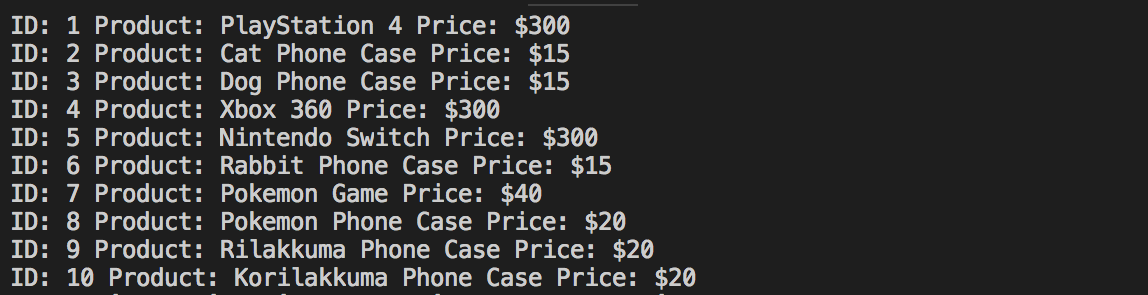 ID: 1 Product: PlayStation 4 Price: $300
ID: 2 Product: Cat Phone Case Price: $15
ID: 3 Product: Dog Phone Case Price: $15
ID: 4 Product: Xbox 360 Price: $300
ID: 5 Product: Nintendo Switch Price: $300
ID: 6 Product: Rabbit Phone Case Price: $15
ID: 7 Product: Pokemon Game Price: $40
ID: 8 Product: Pokemon Phone Case Price: $20
ID: 9 Product: Rilakkuma Phone Case Price: $20
ID: 10 Product: Korilakkuma Phone Case Price: $20